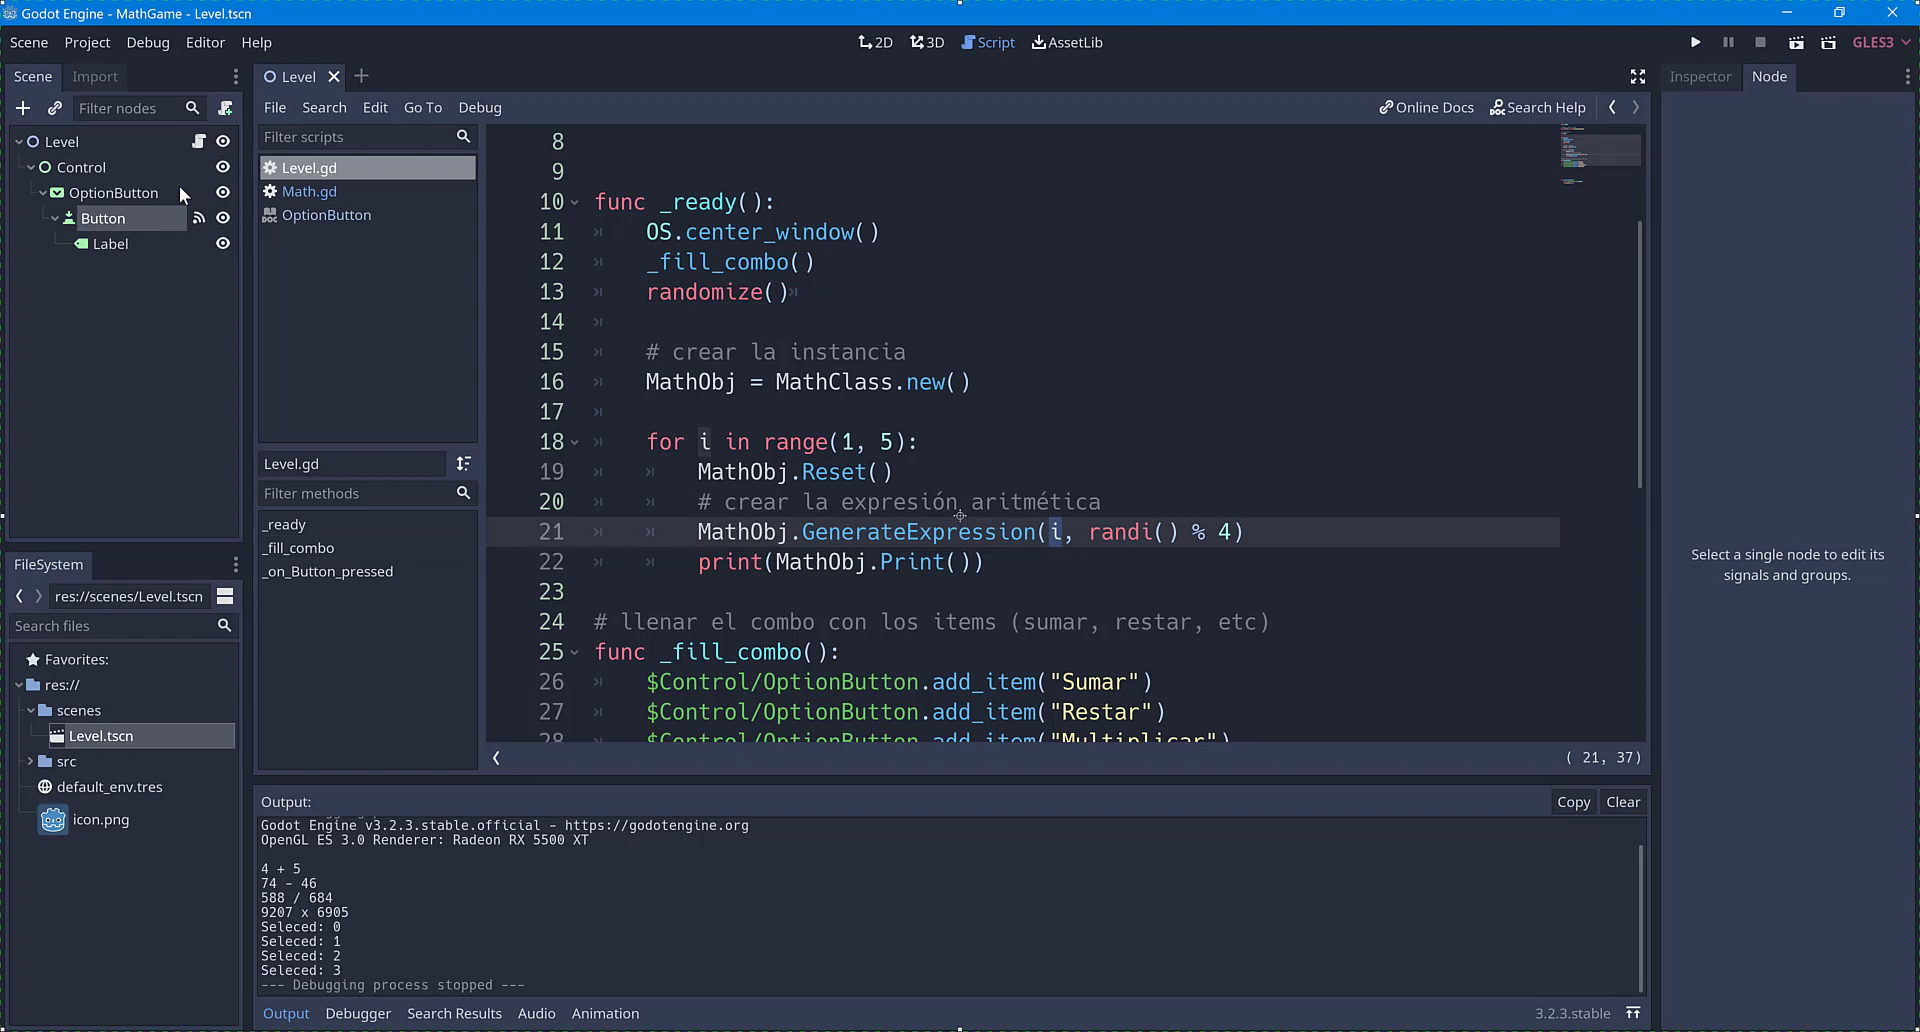 Godot Engine - MathGame - Level.tscn
Scene Project Debug Editor Help
2D 3D Script AssetLib
GLES3
Scene Import
Level
Inspector Node
Filter nodes
File Search Edit Go To Debug
Online Docs Search Help
Level
Control
OptionButton
Button
Label
Filter scripts
Level.gd
Math.gd
OptionButton
Level.gd
Filter methods
_ready
_fill_combo
_on_Button_pressed
8
9
10 func _ready():
11 OS.center_window()
12 _fill_combo()
13 randomize()
14
15 # crear la instancia
16 MathObj = MathClass.new()
17
18 for i in range(1, 5):
19 MathObj.Reset()
20 # crear la expresión aritmética
21 MathObj.GenerateExpression(i, randi() % 4)
22 print(MathObj.Print())
23
24 # llenar el combo con los items (sumar, restar, etc)
25 func _fill_combo():
26 $Control/OptionButton.add_item("Sumar")
27 $Control/OptionButton.add_item("Restar")
28 $Control/OptionButton.add_item("Multiplicar")
( 21, 37)
Select a single node to edit its
signals and groups.
FileSystem
res://scenes/Level.tscn
Search files
Favorites:
res://
scenes
Level.tscn
src
default_env.tres
icon.png
Output:
Copy Clear
Godot Engine v3.2.3.stable.official - https://godotengine.org
OpenGL ES 3.0 Renderer: Radeon RX 5500 XT
4 + 5
74 - 46
588 / 684
9207 x 6905
Seleced: 0
Seleced: 1
Seleced: 2
Seleced: 3
--- Debugging process stopped ---
Output Debugger Search Results Audio Animation
3.2.3.stable